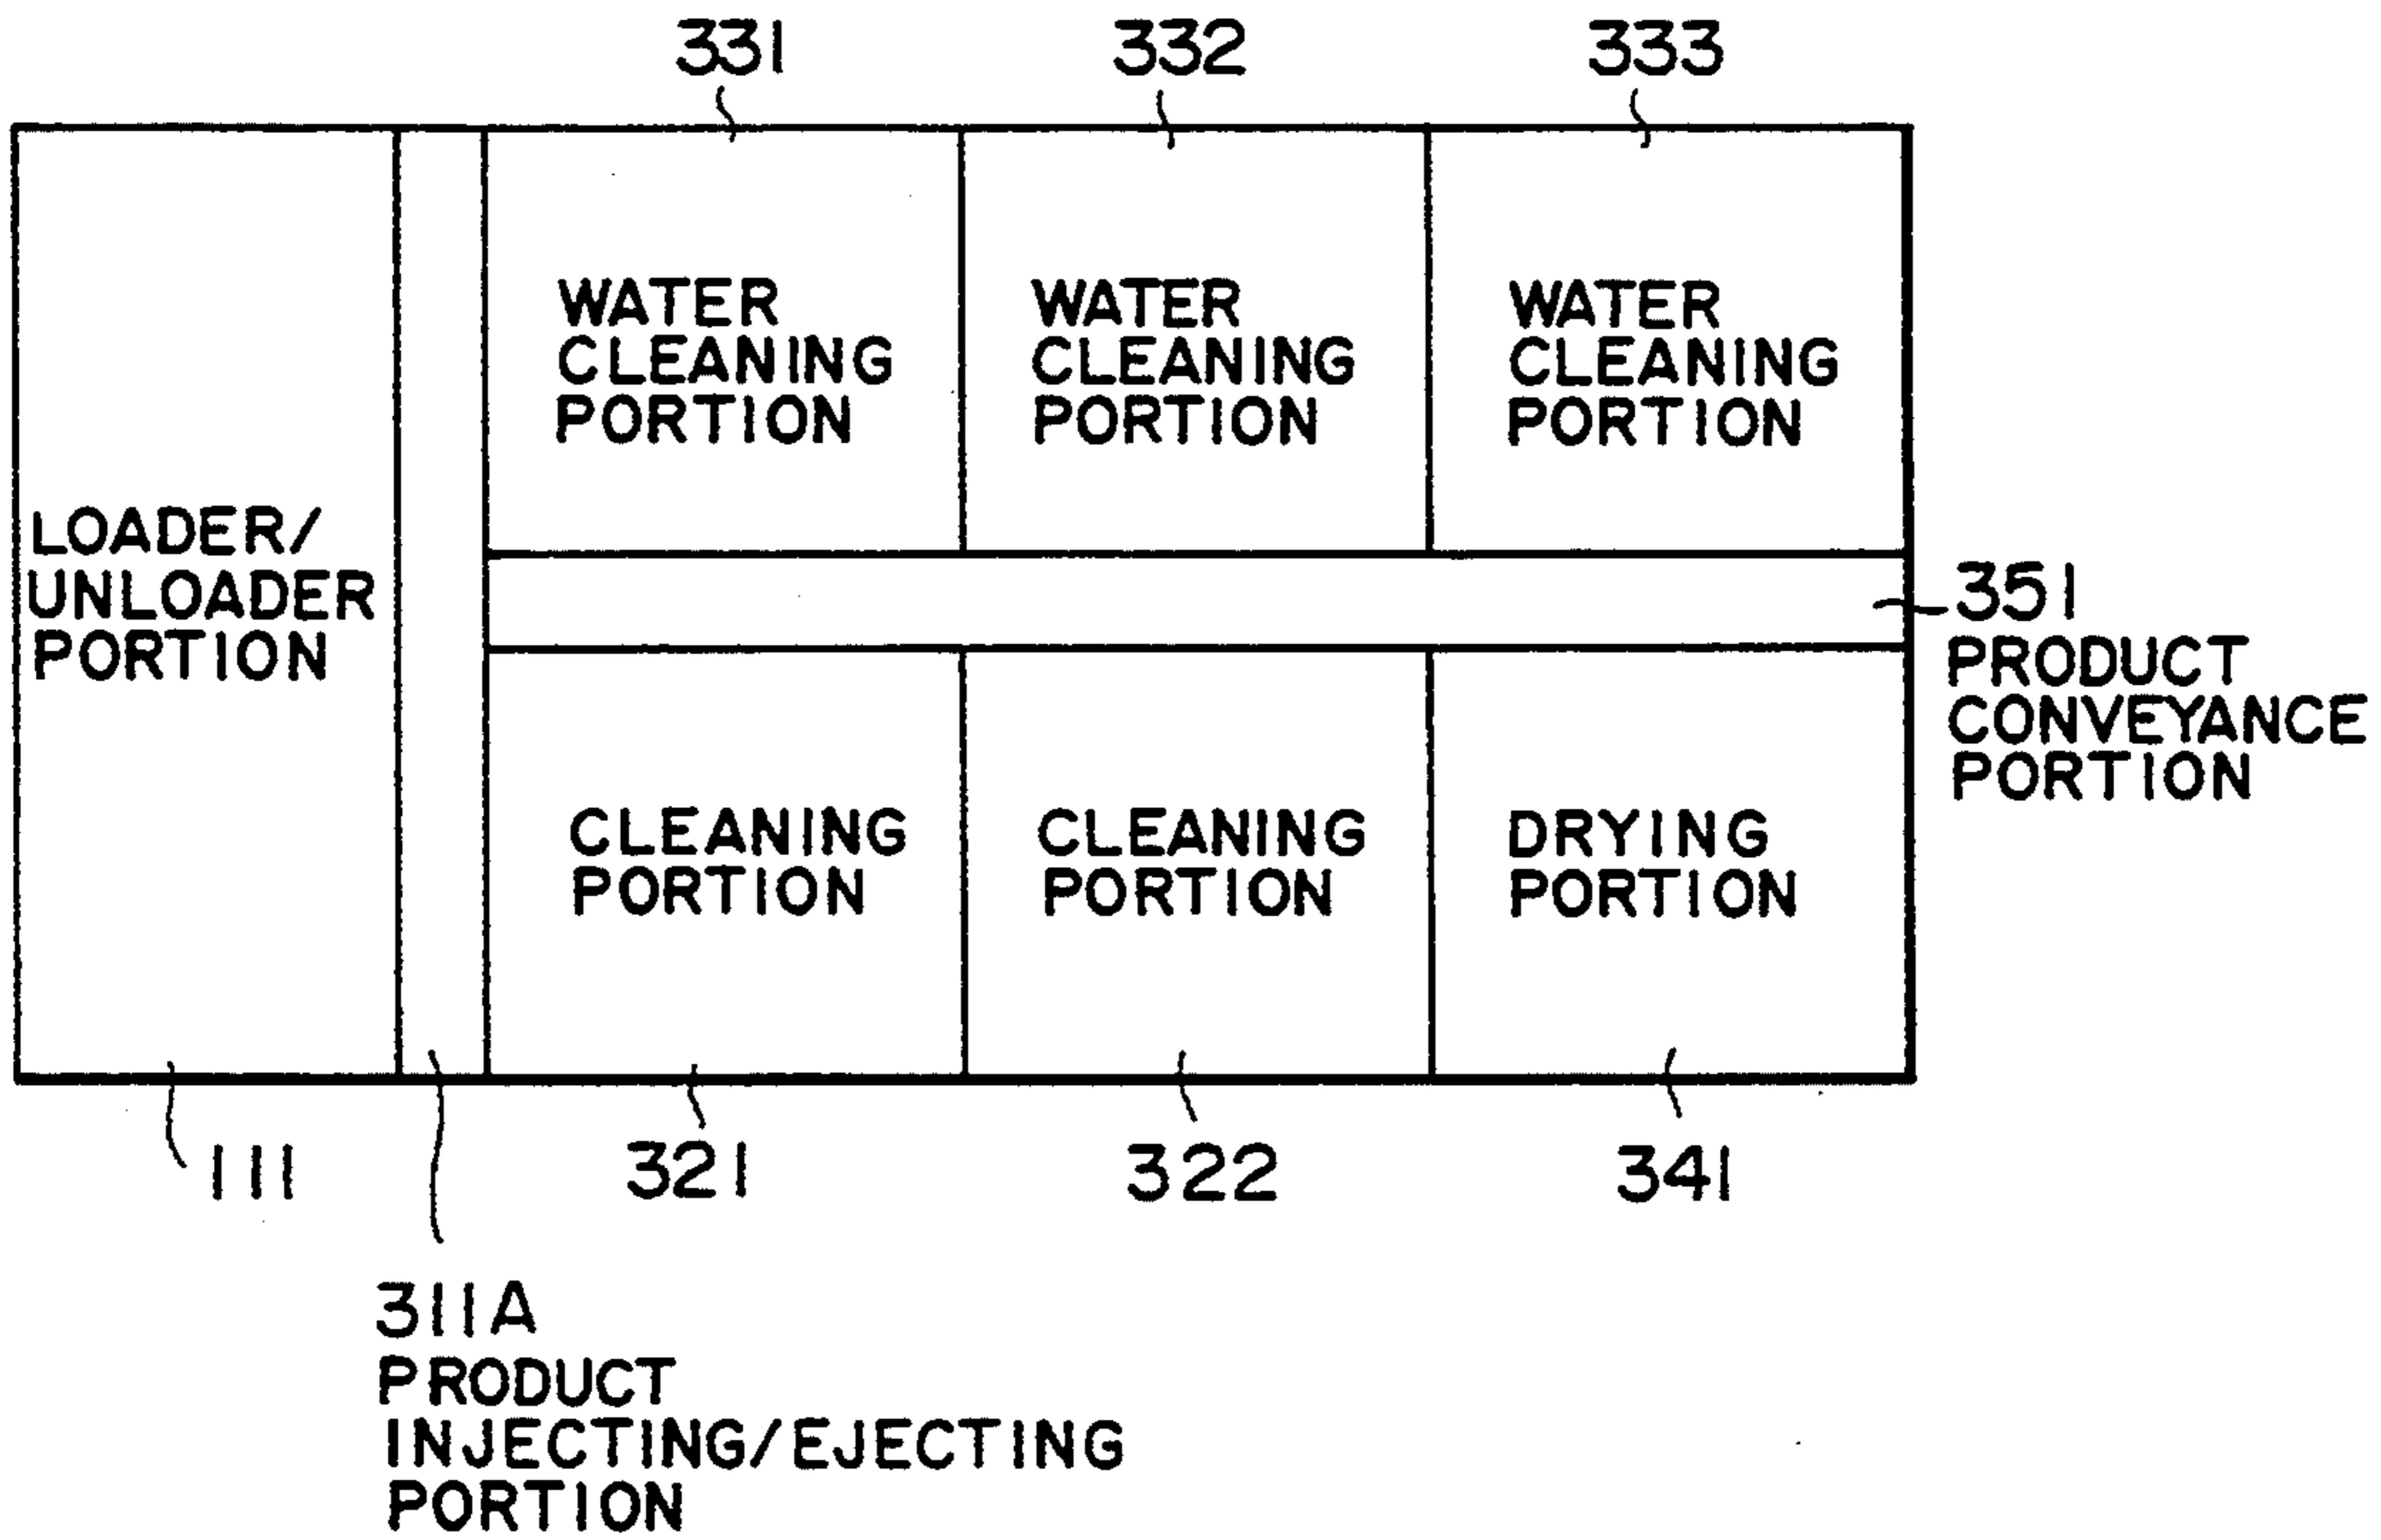 331
332
333
WATER
CLEANING
PORTION
WATER
CLEANING
PORTION
WATER
CLEANING
PORTION
LOADER/
UNLOADER
PORTION
351
PRODUCT
CONVEYANCE
PORTION
CLEANING
PORTION
CLEANING
PORTION
DRYING
PORTION
111
321
322
341
311A
PRODUCT
INJECTING/EJECTING
PORTION